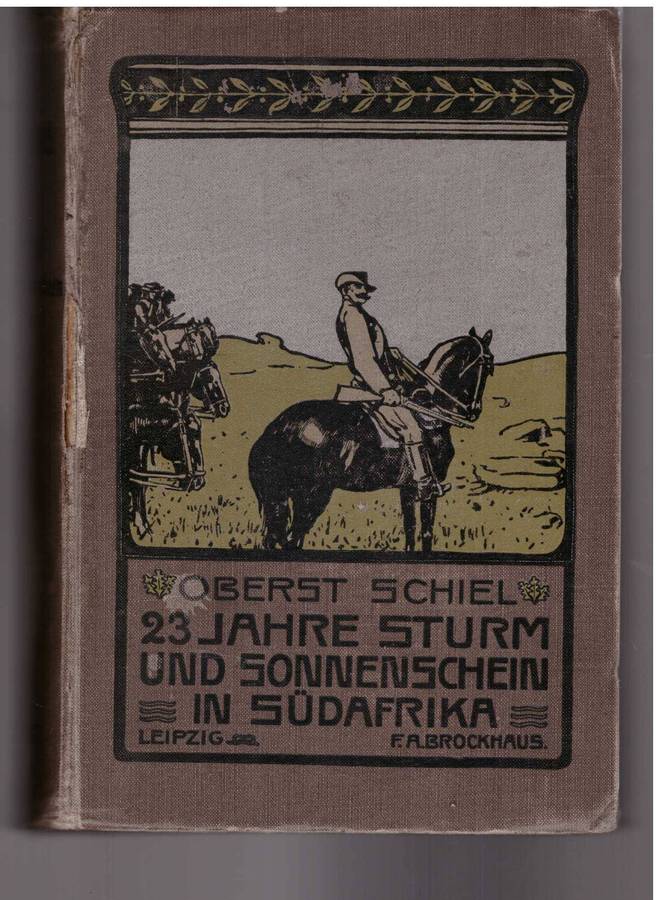 OBERST SCHIEL
23 JAHRE STURM
UND SONNENSCHEIN
IN SÜDAFRIKA
LEIPZIG F.A.BROCKHAUS.